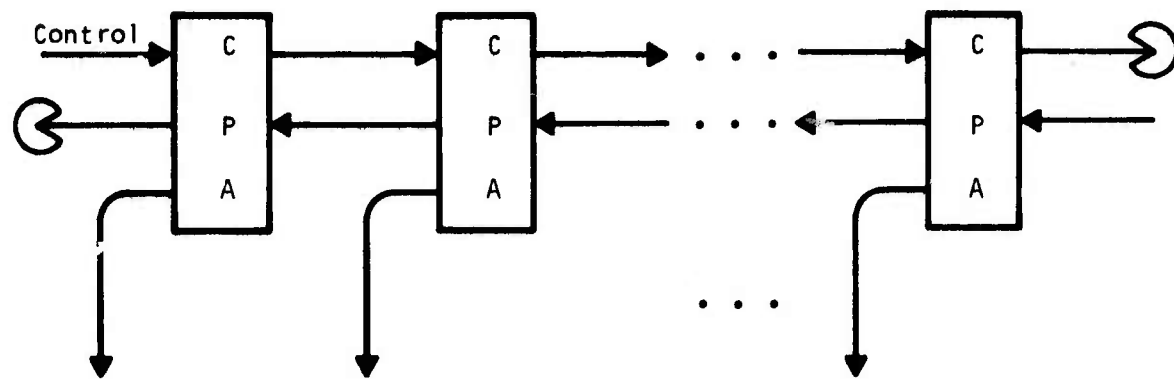 Control
C C . . . C
P P . . . P
A A A
. . .